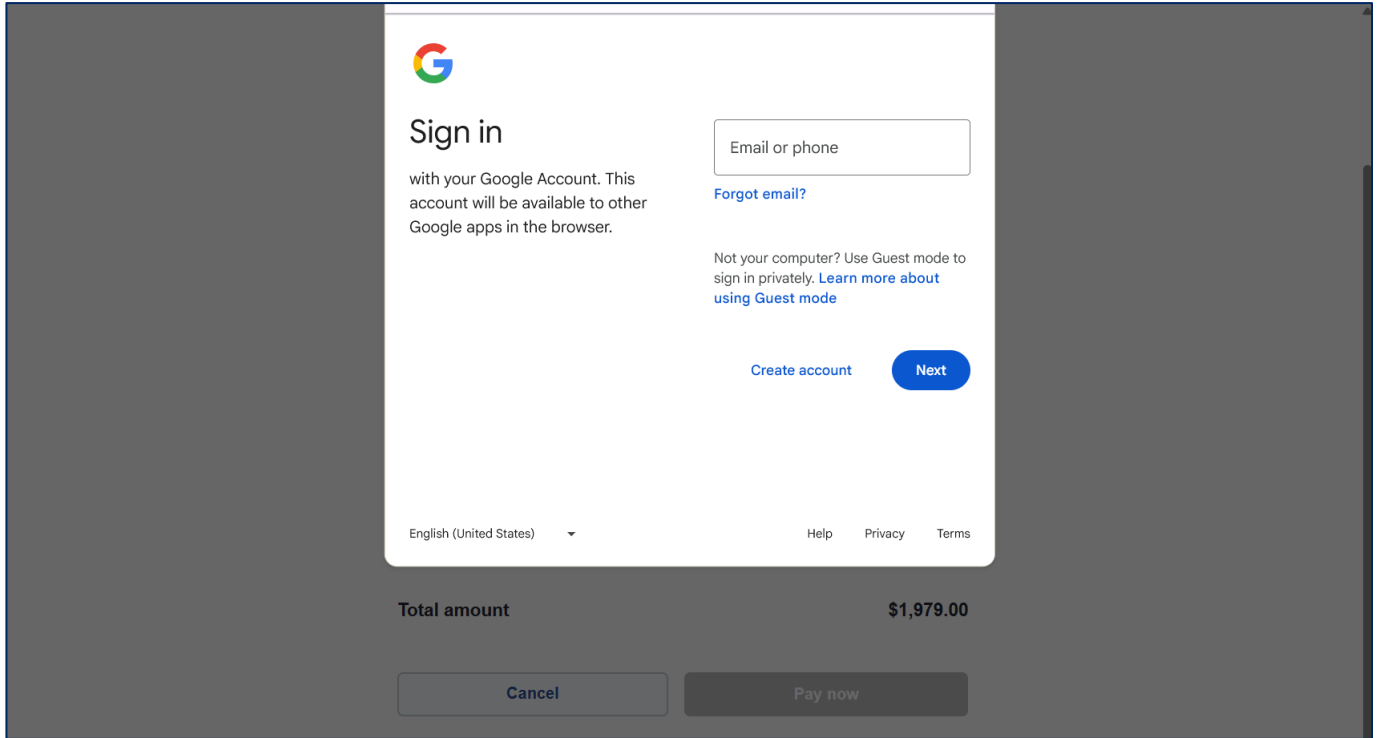 Sign in
with your Google Account. This
account will be available to other
Google apps in the browser.
Email or phone
Forgot email?
Not your computer? Use Guest mode to
sign in privately. Learn more about
using Guest mode
Create account
Next
English (United States)
Help Privacy Terms
Total amount $1,979.00
Cancel Pay now